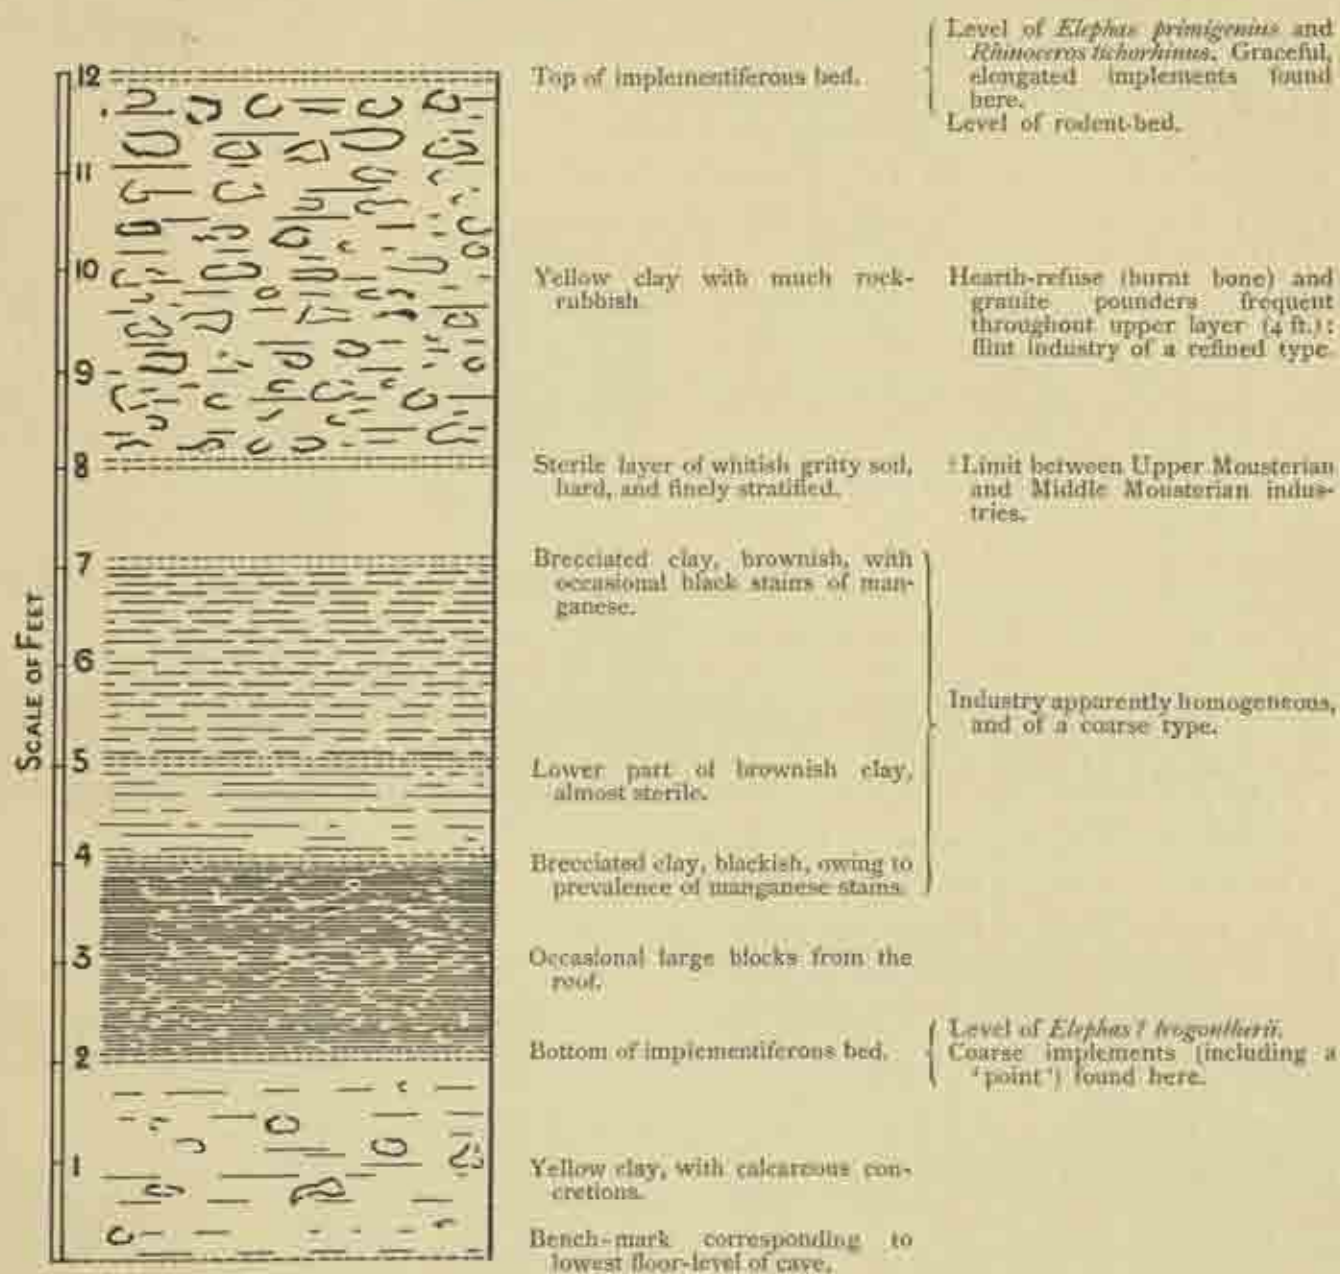 SCALE OF FEET
12
11
10
9
8
7
6
5
4
3
2
1
Top of implementiferous bed.
Level of Elephas primigenius and
Rhinoceros tichorhinus. Graceful,
elongated implements found
here.
Level of rodent-bed.
Yellow clay with much rock-
rubbish.
Hearth-refuse (burnt bone) and
granite pounders frequent
throughout upper layer (4 ft.);
flint industry of a refined type.
Sterile layer of whitish gritty soil,
hard, and finely stratified.
Limit between Upper Mousterian
and Middle Mousterian indus-
tries.
Brecciated clay, brownish, with
occasional black stains of man-
ganese.
Industry apparently homogeneous,
and of a coarse type.
Lower part of brownish clay,
almost sterile.
Brecciated clay, blackish, owing to
prevalence of manganese stains.
Occasional large blocks from the
roof.
Bottom of implementiferous bed.
Level of Elephas ? trogontherii.
Coarse implements (including a
'point') found here.
Yellow clay, with calcareous con-
cretions.
Bench-mark corresponding to
lowest floor-level of cave.